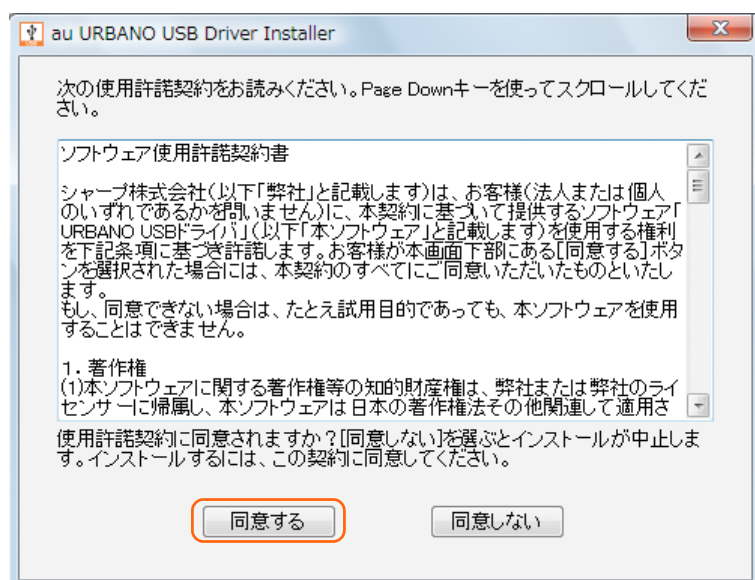 au URBANO USB Driver Installer
次の使用許諾契約をお読みください。Page Downキーを使ってスクロールしてくだ
さい。
ソフトウェア使用許諾契約書
シャープ株式会社(以下「弊社」と記載します)は、お客様(法人または個人
のいずれであるかを問いません)に、本契約に基づいて提供するソフトウェア「
URBANO USBドライバ」(以下「本ソフトウェア」と記載します)を使用する権利
を下記条項に基づき許諾します。お客様が本画面下部にある[同意する]ボタ
ンを選択された場合には、本契約のすべてにご同意いただいたものといたし
ます。
もし、同意できない場合は、たとえ試用目的であっても、本ソフトウェアを使用
することはできません。
1. 著作権
(1)本ソフトウェアに関する著作権等の知的財産権は、弊社または弊社のライ
センサーに帰属し、本ソフトウェアは日本の著作権法その他関連して適用さ
使用許諾契約に同意されますか?[同意しない]を選ぶとインストールが中止しま
す。インストールするには、この契約に同意してください。
同意する
同意しない